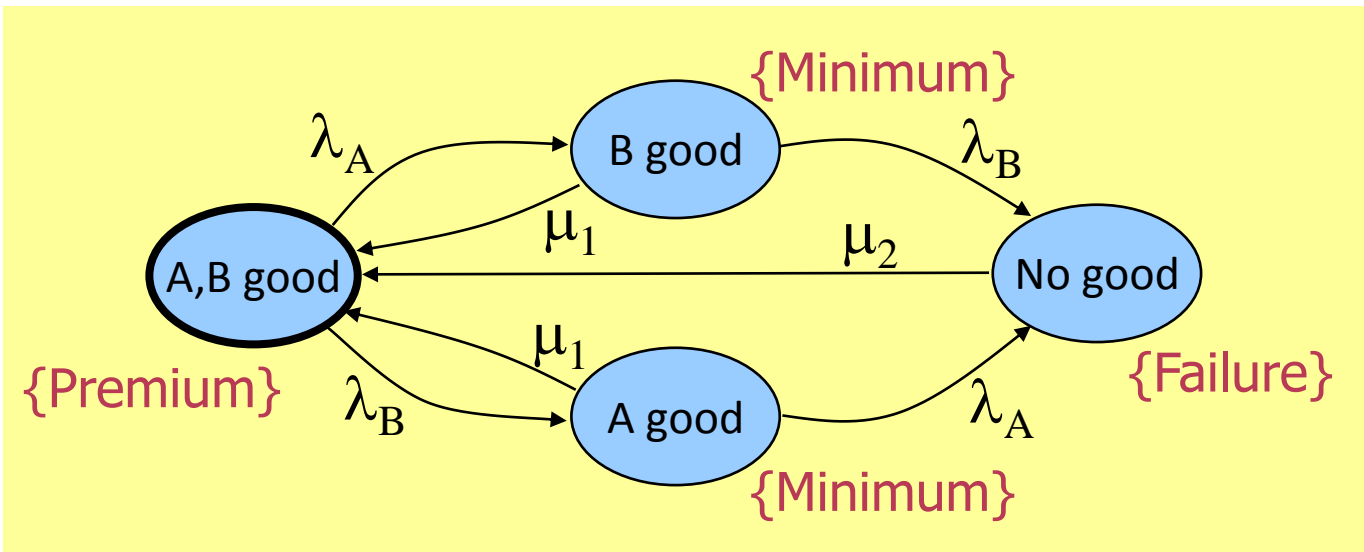 {Minimum}
λA
B good
λB
μ1
μ2
A,B good
No good
μ1
{Premium}
λB
A good
λA
{Failure}
{Minimum}